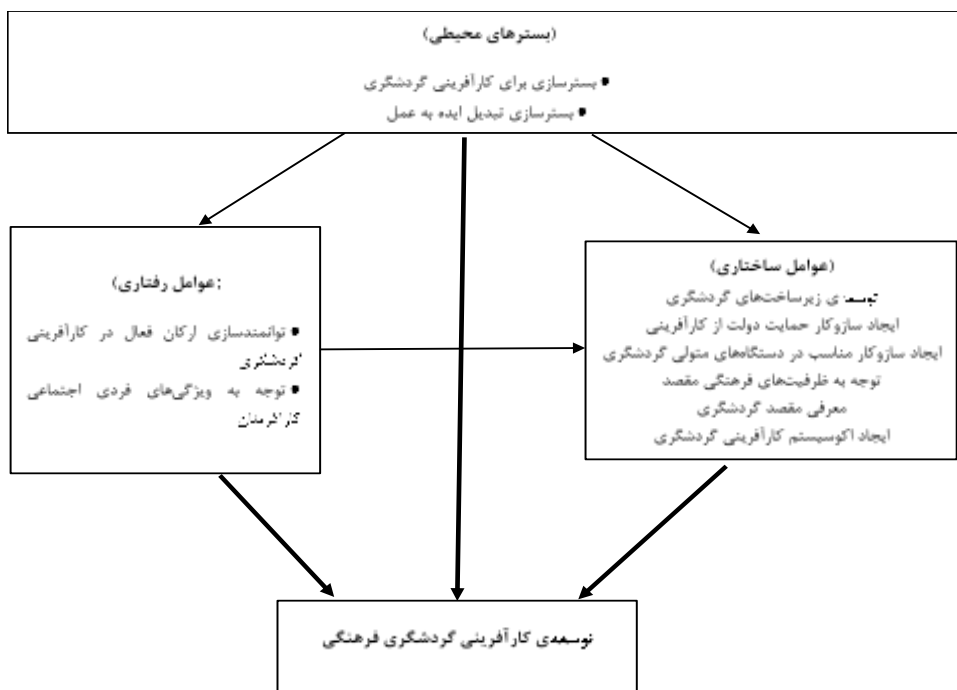 (بسترهای محیطی)
• بسترسازی برای کارآفرینی گردشگری
• بسترسازی تبدیل ایده به عمل
(عوامل ساختاری)
توسعه‌ی زیرساخت‌های گردشگری
ایجاد سازوکار حمایت دولت از کارآفرینی
ایجاد سازوکار مناسب در دستگاه‌های متولی گردشگری
توجه به ظرفیت‌های فرهنگی مقصد
معرفی مقصد گردشگری
ایجاد اکوسیستم کارآفرینی گردشگری
(عوامل رفتاری;
• توانمندسازی ارکان فعال در کارآفرینی
گردشگری
• توجه به ویژگی‌های فردی اجتماعی
توسعه‌ی کارآفرینی گردشگری فرهنگی